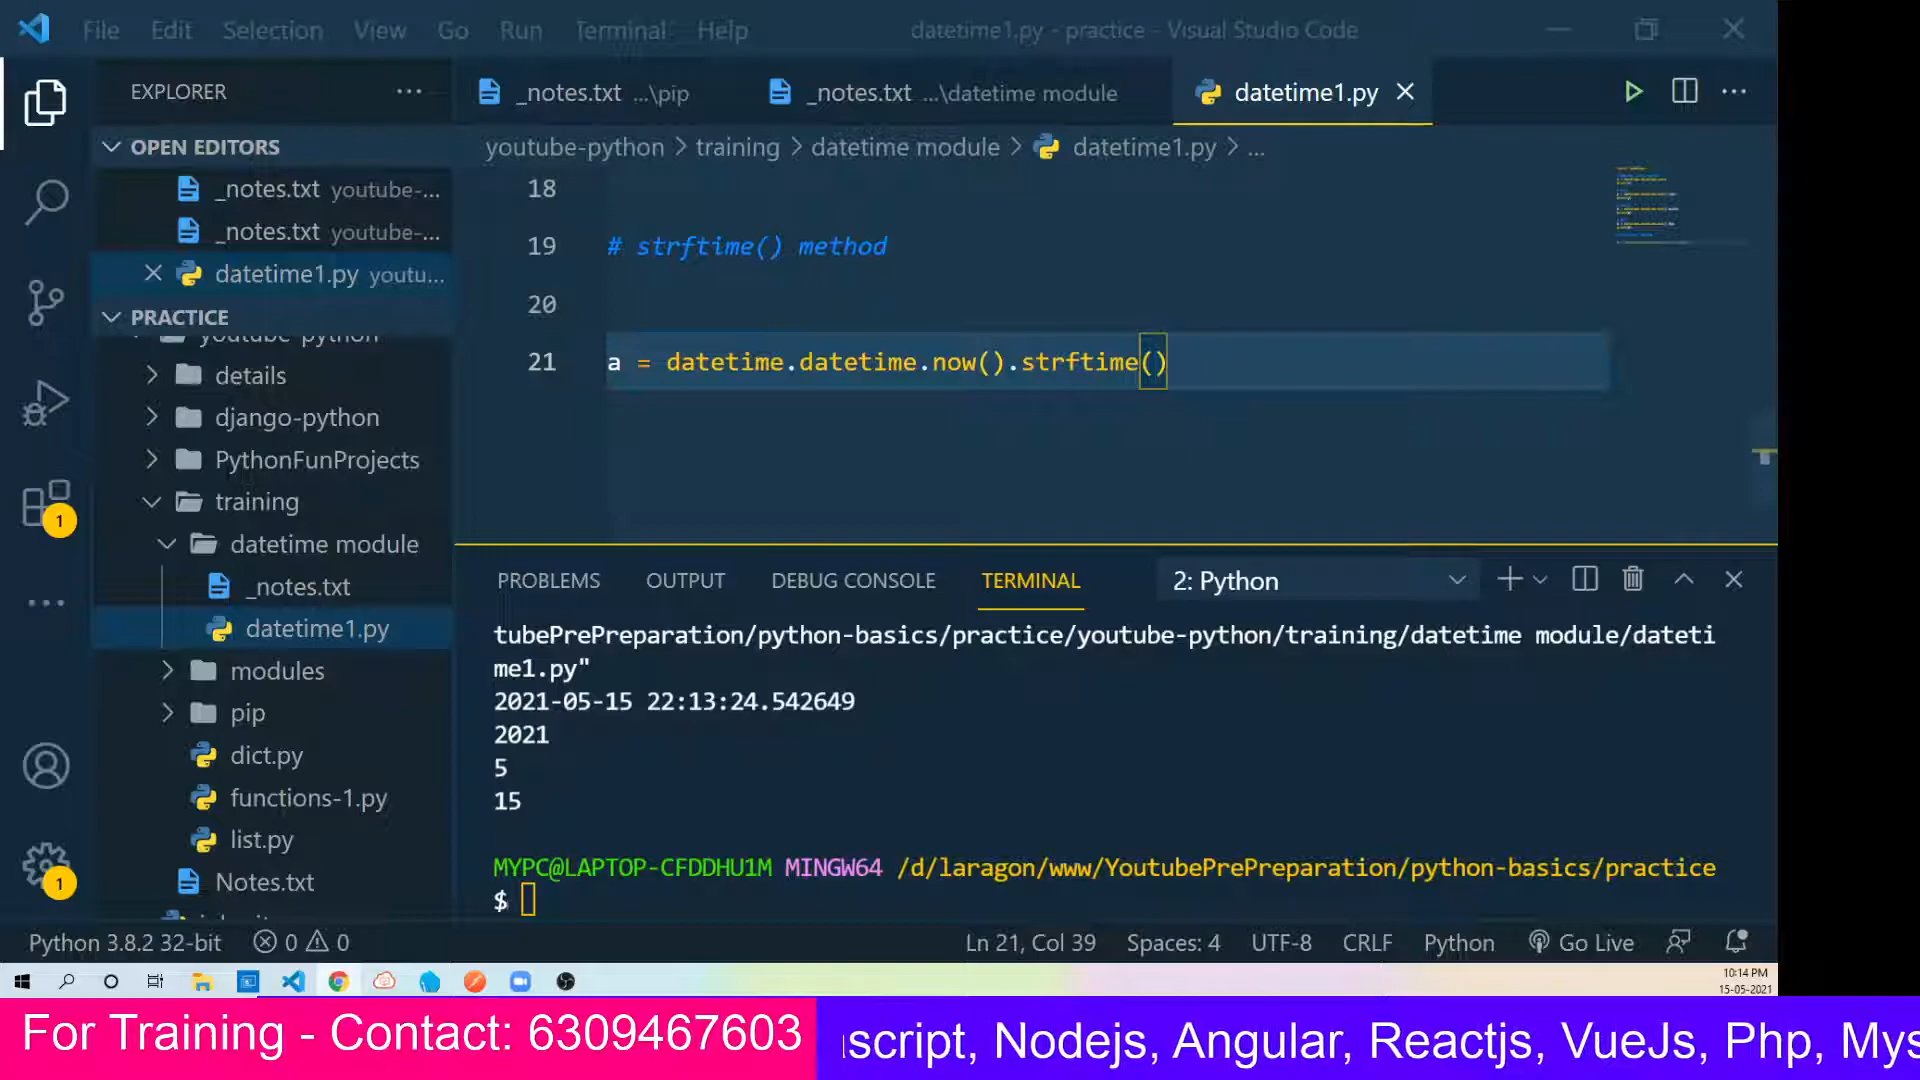 File Edit Selection View Go Run Terminal Help datetime1.py - practice - Visual Studio Code
EXPLORER
_notes.txt ...\pip
_notes.txt ...\datetime module
datetime1.py
OPEN EDITORS
_notes.txt youtube-...
_notes.txt youtube-...
datetime1.py youtu...
PRACTICE
youtube-python
details
django-python
PythonFunProjects
training
datetime module
_notes.txt
datetime1.py
modules
pip
dict.py
functions-1.py
list.py
Notes.txt
youtube-python > training > datetime module > datetime1.py > ...
18
19 # strftime() method
20
21 a = datetime.datetime.now().strftime()
PROBLEMS OUTPUT DEBUG CONSOLE TERMINAL 2: Python
tubePrePreparation/python-basics/practice/youtube-python/training/datetime module/dateti
me1.py"
2021-05-15 22:13:24.542649
2021
5
15
MYPC@LAPTOP-CFDDHU1M MINGW64 /d/laragon/www/YoutubePrePreparation/python-basics/practice
$
1
1
Python 3.8.2 32-bit 0 0 Ln 21, Col 39 Spaces: 4 UTF-8 CRLF Python Go Live
10:14 PM
15-05-2021
For Training - Contact: 6309467603
script, Nodejs, Angular, Reactjs, VueJs, Php, Mys